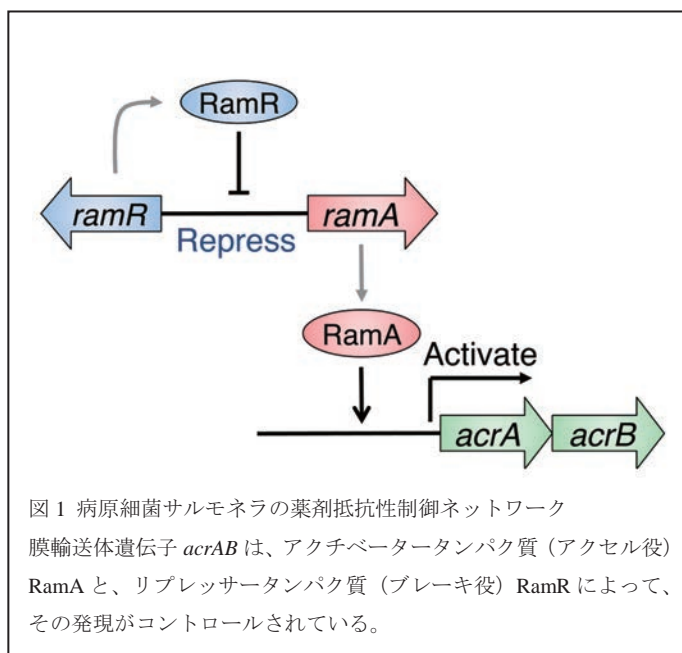 RamR
ramR
ramA
Repress
RamA
Activate
acrA
acrB
図 1 病原細菌サルモネラの薬剤抵抗性制御ネットワーク
膜輸送体遺伝子 acrAB は、アクチベータータンパク質（アクセル役）
RamA と、リプレッサータンパク質（ブレーキ役）RamR によって、
その発現がコントロールされている。